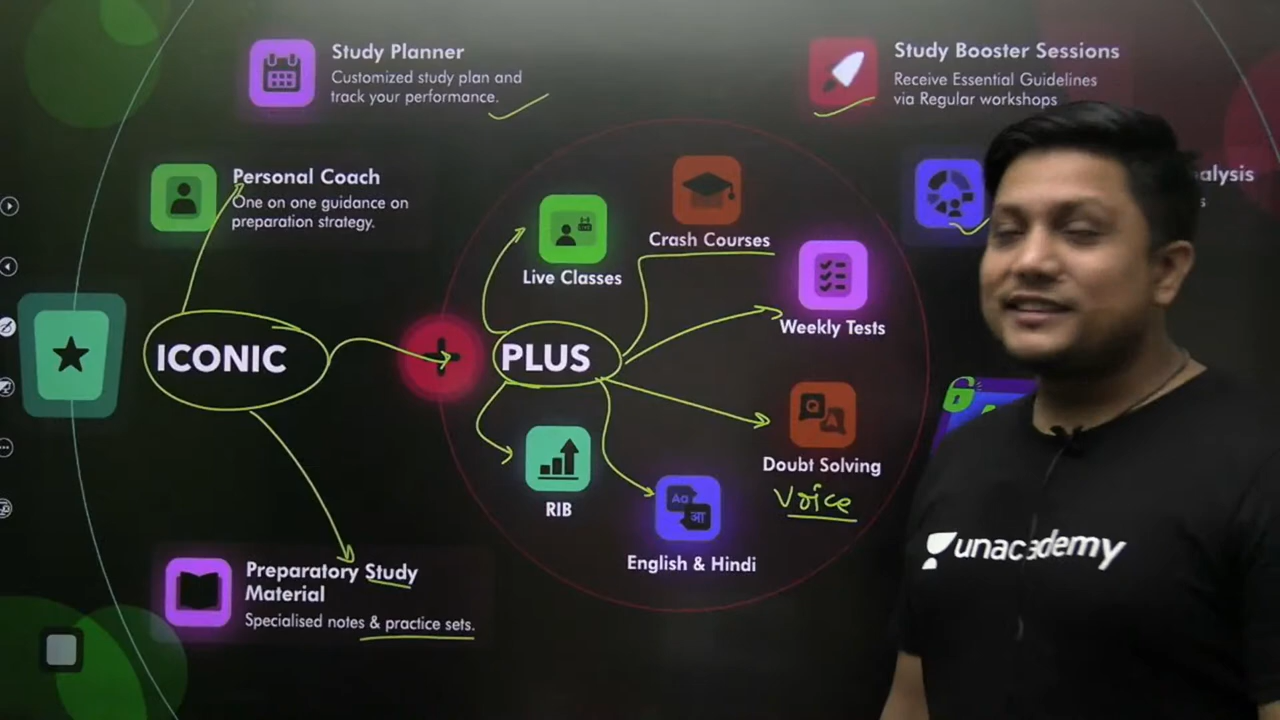 Study Planner
Customized study plan and
track your performance.
Study Booster Sessions
Receive Essential Guidelines
via Regular workshops
Personal Coach
One on one guidance on
preparation strategy.
Live Classes
Crash Courses
Weekly Tests
ICONIC
+
PLUS
Q
A
Doubt Solving
Voice
RIB
Aa
आ
English & Hindi
Preparatory Study
Material
Specialised notes & practice sets.
unacademy